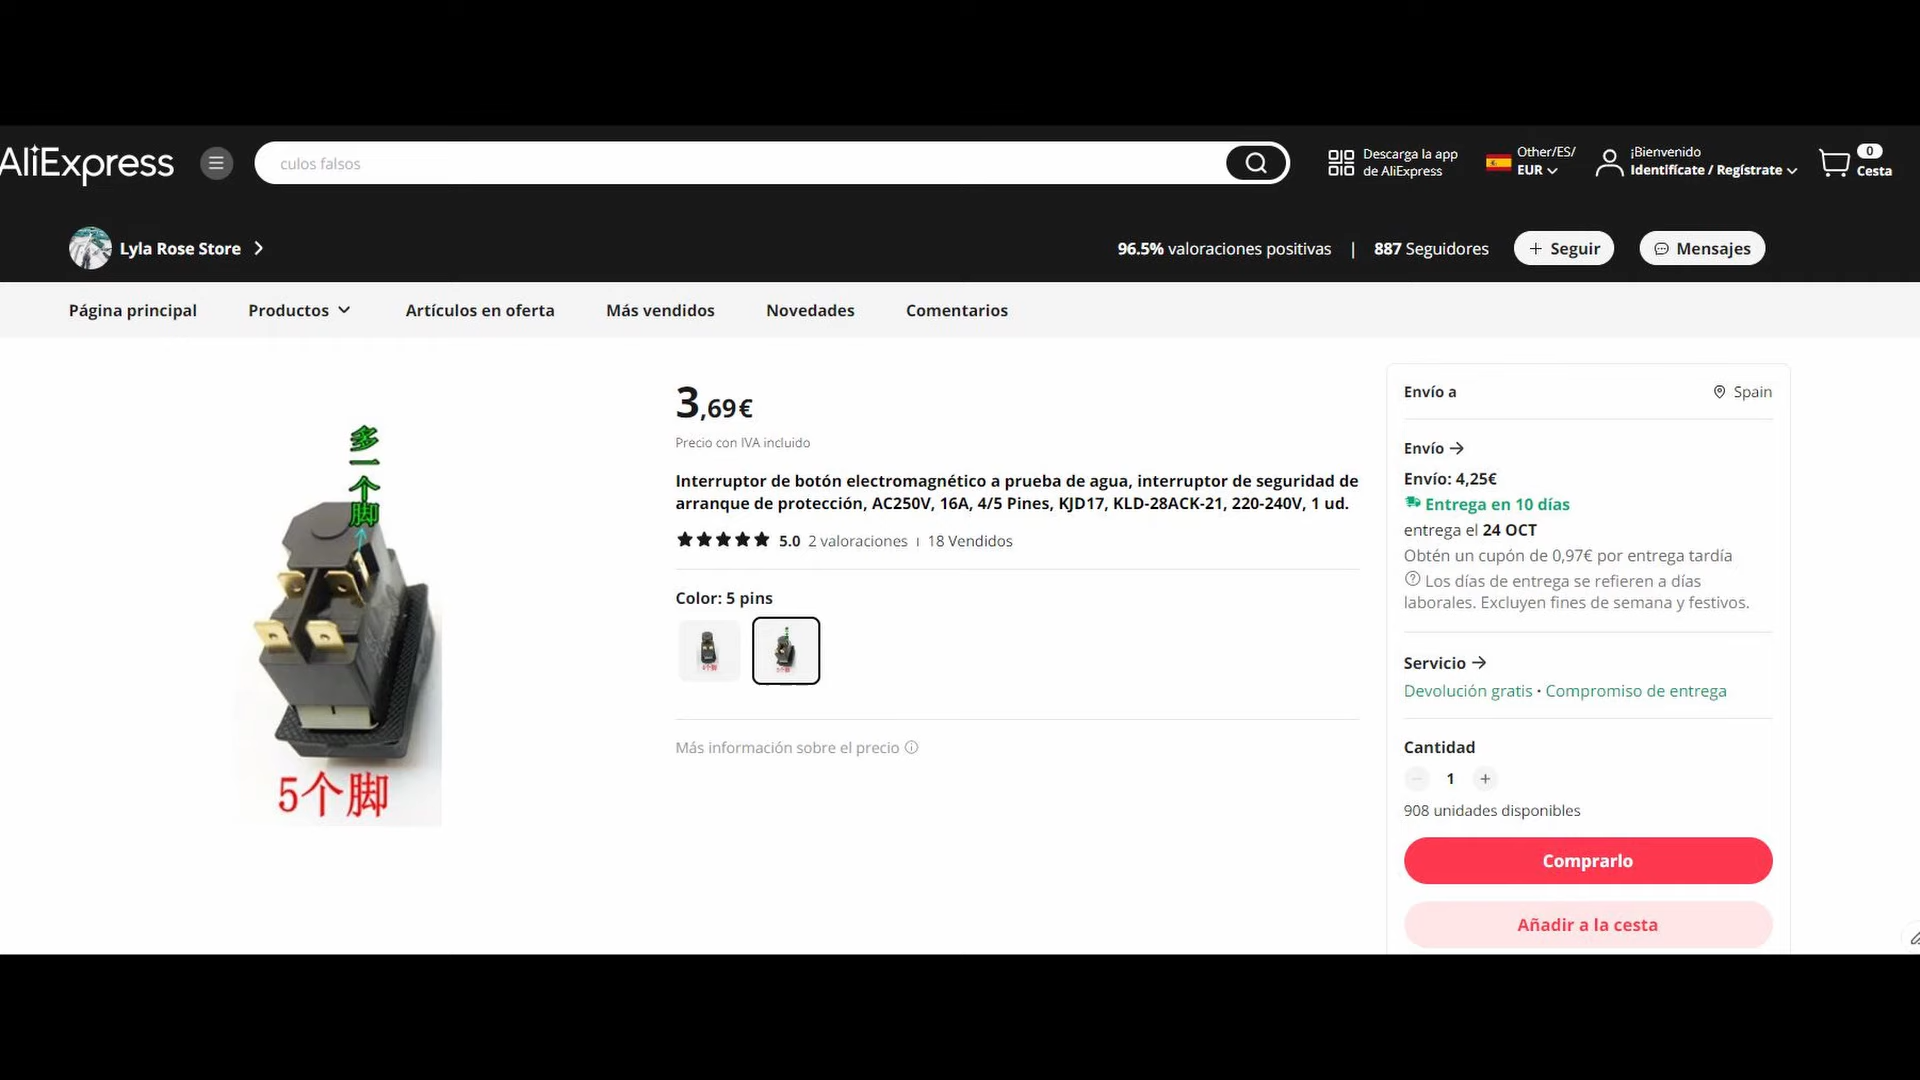 AliExpress
culos falsos
Descarga la app
de AliExpress
Other/ES/
EUR
¡Bienvenido
Identifícate / Regístrate
0
Cesta
Lyla Rose Store
96.5% valoraciones positivas | 887 Seguidores
+ Seguir
Mensajes
Página principal
Productos
Artículos en oferta
Más vendidos
Novedades
Comentarios
多一个脚
5个脚
3,69€
Precio con IVA incluido
Interruptor de botón electromagnético a prueba de agua, interruptor de seguridad de
arranque de protección, AC250V, 16A, 4/5 Pines, KJD17, KLD-28ACK-21, 220-240V, 1 ud.
5.0 2 valoraciones | 18 Vendidos
Color: 5 pins
Más información sobre el precio
Envío a
Spain
Envío
Envío: 4,25€
Entrega en 10 días
entrega el 24 OCT
Obtén un cupón de 0,97€ por entrega tardía
Los días de entrega se refieren a días
laborales. Excluyen fines de semana y festivos.
Servicio
Devolución gratis • Compromiso de entrega
Cantidad
− 1 +
908 unidades disponibles
Comprarlo
Añadir a la cesta